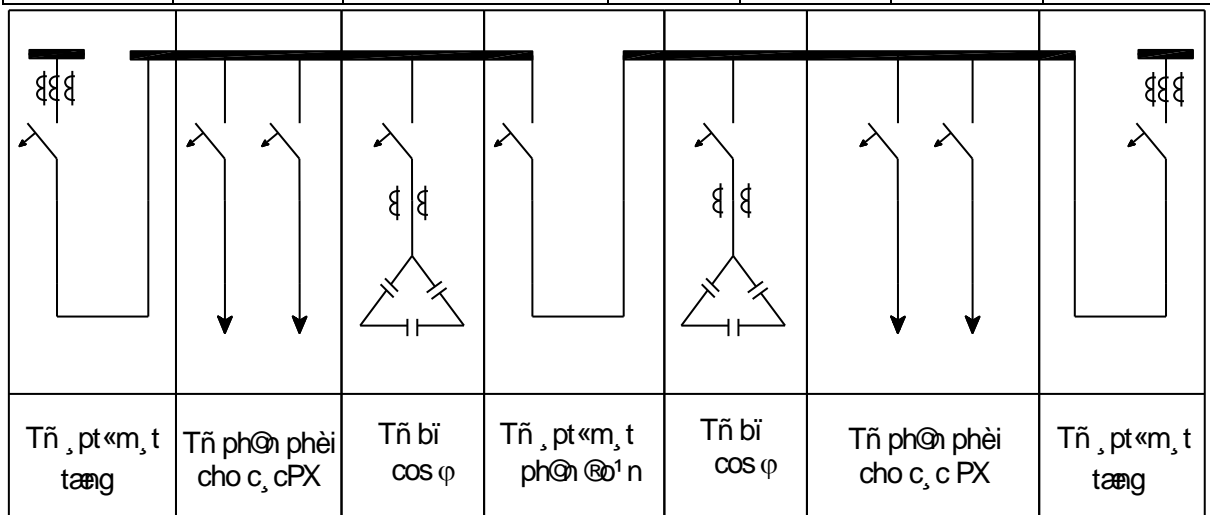 Tñ ¸pt«m¸t
tæng
Tñ ph©n phèi
cho c¸cPX
Tñ bï
cos φ
Tñ ¸pt«m¸t
ph©n ®o¹n
Tñ bï
cos φ
Tñ ph©n phèi
cho c¸c PX
Tñ ¸pt«m¸t
tæng